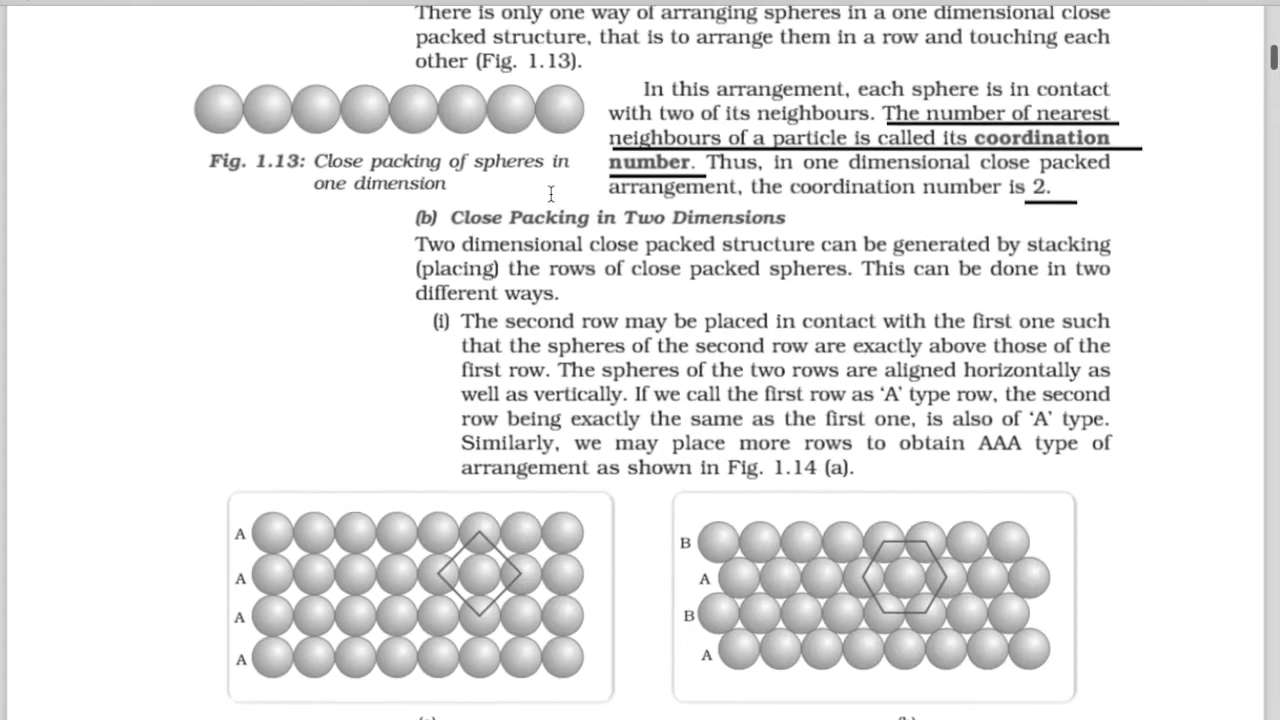 There is only one way of arranging spheres in a one dimensional close
packed structure, that is to arrange them in a row and touching each
other (Fig. 1.13).
In this arrangement, each sphere is in contact
with two of its neighbours. The number of nearest
neighbours of a particle is called its coordination
number. Thus, in one dimensional close packed
arrangement, the coordination number is 2.
Fig. 1.13: Close packing of spheres in
one dimension
(b) Close Packing in Two Dimensions
Two dimensional close packed structure can be generated by stacking
(placing) the rows of close packed spheres. This can be done in two
different ways.
(i) The second row may be placed in contact with the first one such
that the spheres of the second row are exactly above those of the
first row. The spheres of the two rows are aligned horizontally as
well as vertically. If we call the first row as ‘A’ type row, the second
row being exactly the same as the first one, is also of ‘A’ type.
Similarly, we may place more rows to obtain AAA type of
arrangement as shown in Fig. 1.14 (a).
A
A
A
A
B
A
B
A